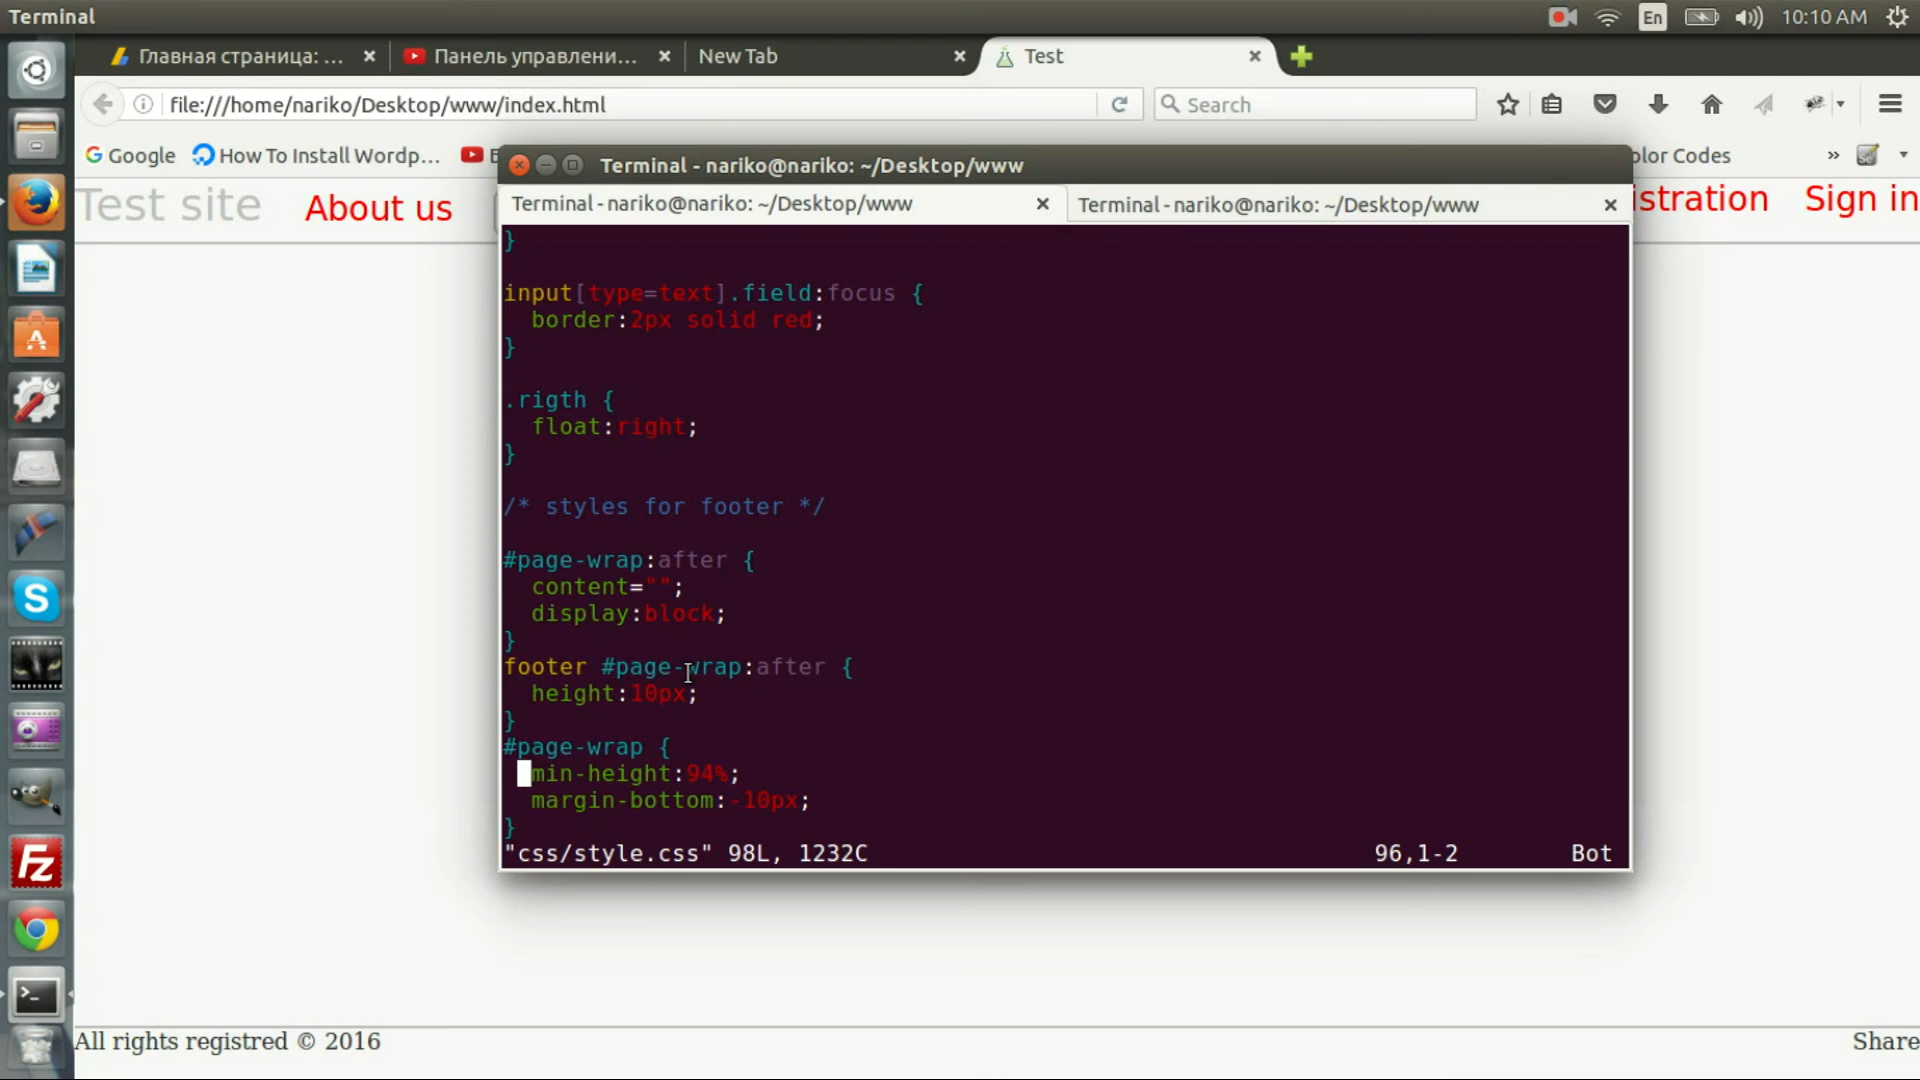 Terminal
En
10:10 AM
Главная страница: ...
Панель управлени...
New Tab
Test
file:///home/nariko/Desktop/www/index.html
Search
Google
How To Install Wordp...
olor Codes
»
Test site
About us
istration
Sign in
Terminal - nariko@nariko: ~/Desktop/www
Terminal - nariko@nariko: ~/Desktop/www
Terminal - nariko@nariko: ~/Desktop/www
}
input[type=text].field:focus {
border:2px solid red;
}
.rigth {
float:right;
}
/* styles for footer */
#page-wrap:after {
content="";
display:block;
}
footer #page-wrap:after {
height:10px;
}
#page-wrap {
min-height:94%;
margin-bottom:-10px;
}
"css/style.css" 98L, 1232C
96,1-2
Bot
All rights registred © 2016
Share